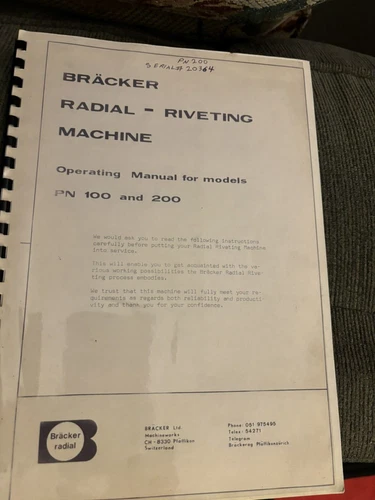 PN 200
SERIAL# 20364
BRÄCKER
RADIAL - RIVETING
MACHINE
Operating Manual for models
PN 100 and 200
We would ask you to read the following instructions
carefully before putting your Radial Riveting Machine
into service.
This will enable you to get acquainted with the va-
rious working possibilities the Bräcker Radial Rive-
ting process embodies.
We trust that this machine will fully meet your re-
quirements as regards both reliability and producti-
vity and thank you for your confidence.
Bräcker
radial
BRACKER Ltd.
Machineworks
CH - 8330 Pfäffikon
Switzerland
Phone: 051 975496
Telex: 54271
Telegram
Bräckerag Pfäffikonzürich